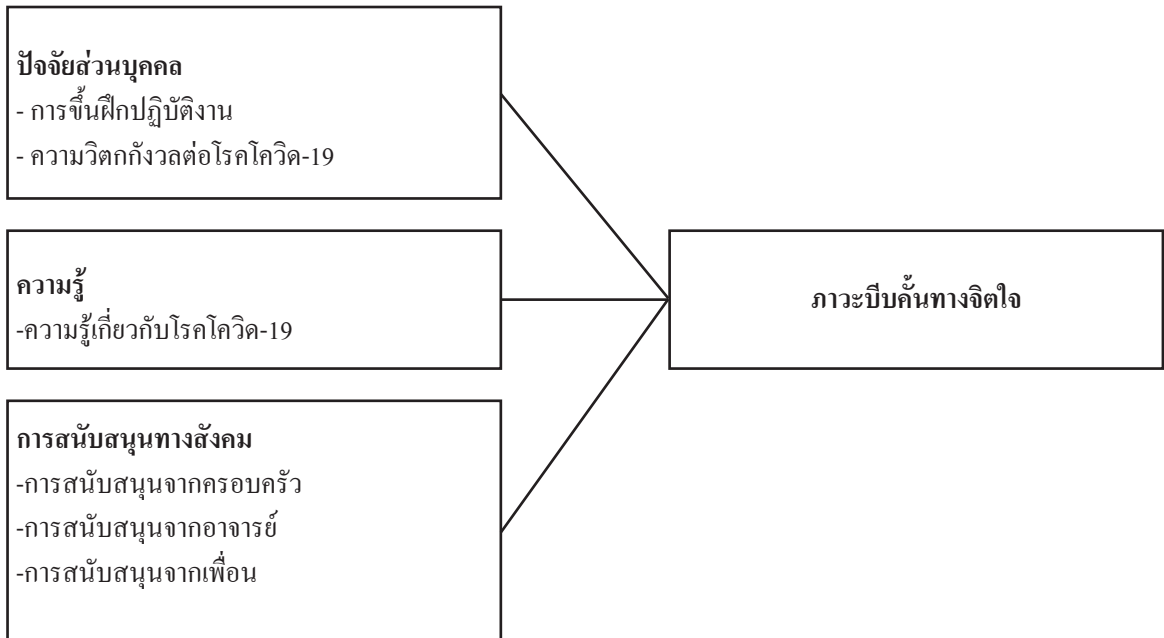 ปัจจัยส่วนบุคคล
- การขึ้นฝึกปฏิบัติงาน
- ความวิตกกังวลต่อโรคโควิด-19
ความรู้
-ความรู้เกี่ยวกับโรคโควิด-19
ภาวะบีบคั้นทางจิตใจ
การสนับสนุนทางสังคม
-การสนับสนุนจากครอบครัว
-การสนับสนุนจากอาจารย์
-การสนับสนุนจากเพื่อน